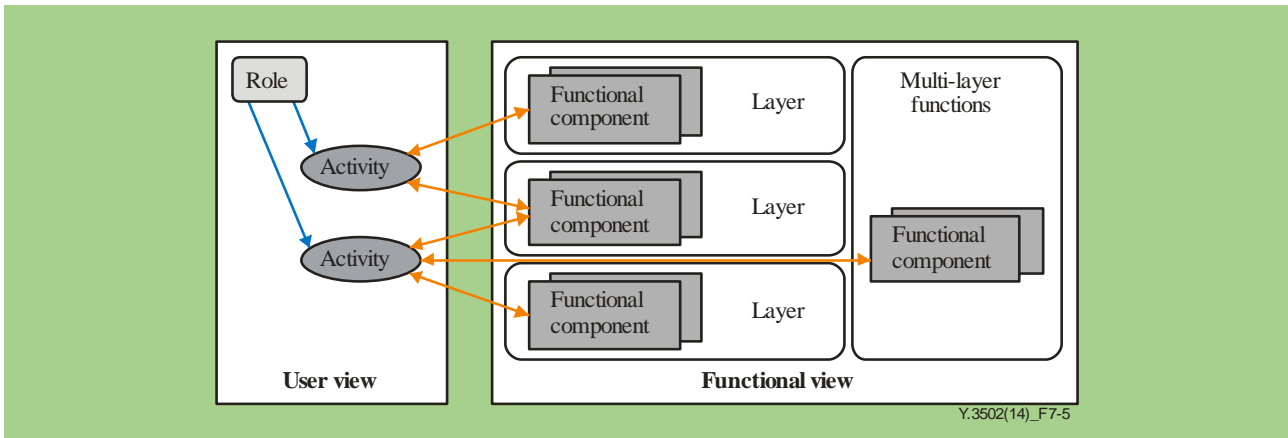 Role
Activity
Activity
User view
Functional
component
Layer
Functional
component
Layer
Functional
component
Layer
Multi-layer
functions
Functional
component
Functional view
Y.3502(14)_F7-5